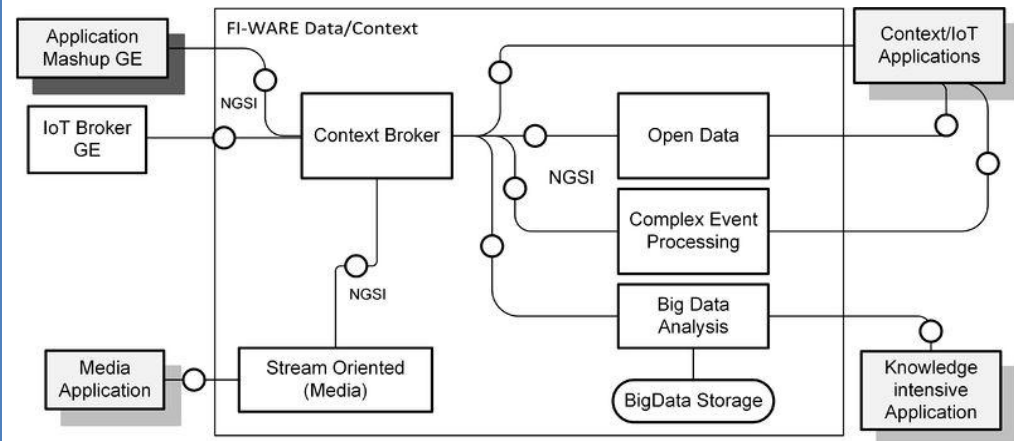 FI-WARE Data/Context
Application
Mashup GE
Context/IoT
Applications
NGSI
IoT Broker
GE
Context Broker
Open Data
NGSI
Complex Event
Processing
NGSI
Big Data
Analysis
Media
Application
Stream Oriented
(Media)
BigData Storage
Knowledge
intensive
Application